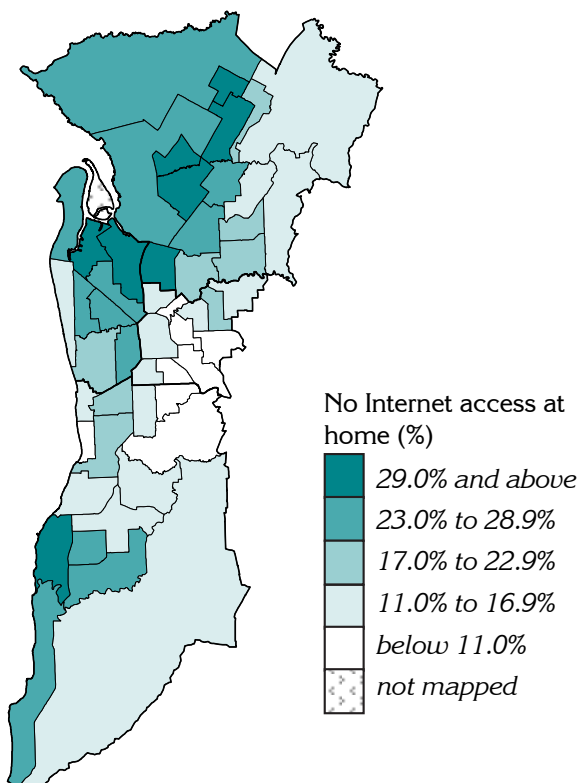 No Internet access at
home (%)
29.0% and above
23.0% to 28.9%
17.0% to 22.9%
11.0% to 16.9%
below 11.0%
not mapped